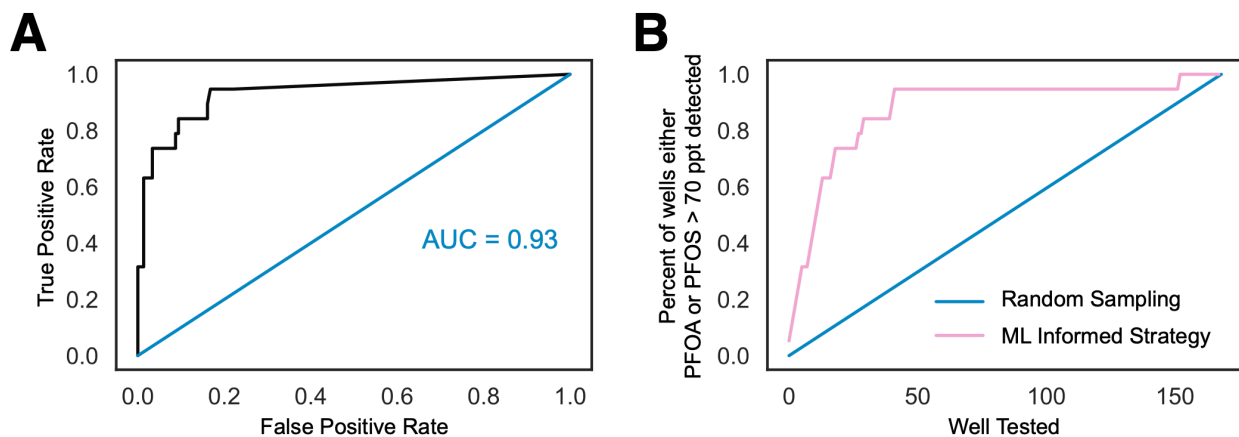 A
True Positive Rate
1.0
0.8
0.6
0.4
0.2
0.0
AUC = 0.93
0.0 0.2 0.4 0.6 0.8 1.0
False Positive Rate
B
Percent of wells either
PFOA or PFOS > 70 ppt detected
1.0
0.8
0.6
0.4
0.2
0.0
Random Sampling
ML Informed Strategy
0 50 100 150
Well Tested